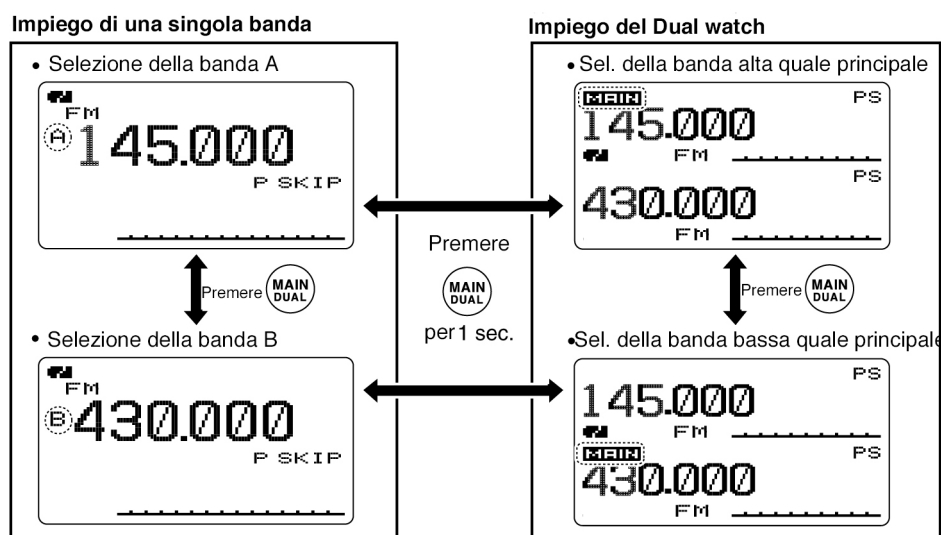 Impiego di una singola banda
• Selezione della banda A
FM
A 145.000
P SKIP
Premere MAIN DUAL
• Selezione della banda B
FM
B 430.000
P SKIP
Premere
MAIN
DUAL
per 1 sec.
Impiego del Dual watch
• Sel. della banda alta quale principale
MAIN PS
145.000
FM
PS
430.000
FM
Premere MAIN DUAL
•Sel. della banda bassa quale principale
PS
145.000
FM
MAIN PS
430.000
FM